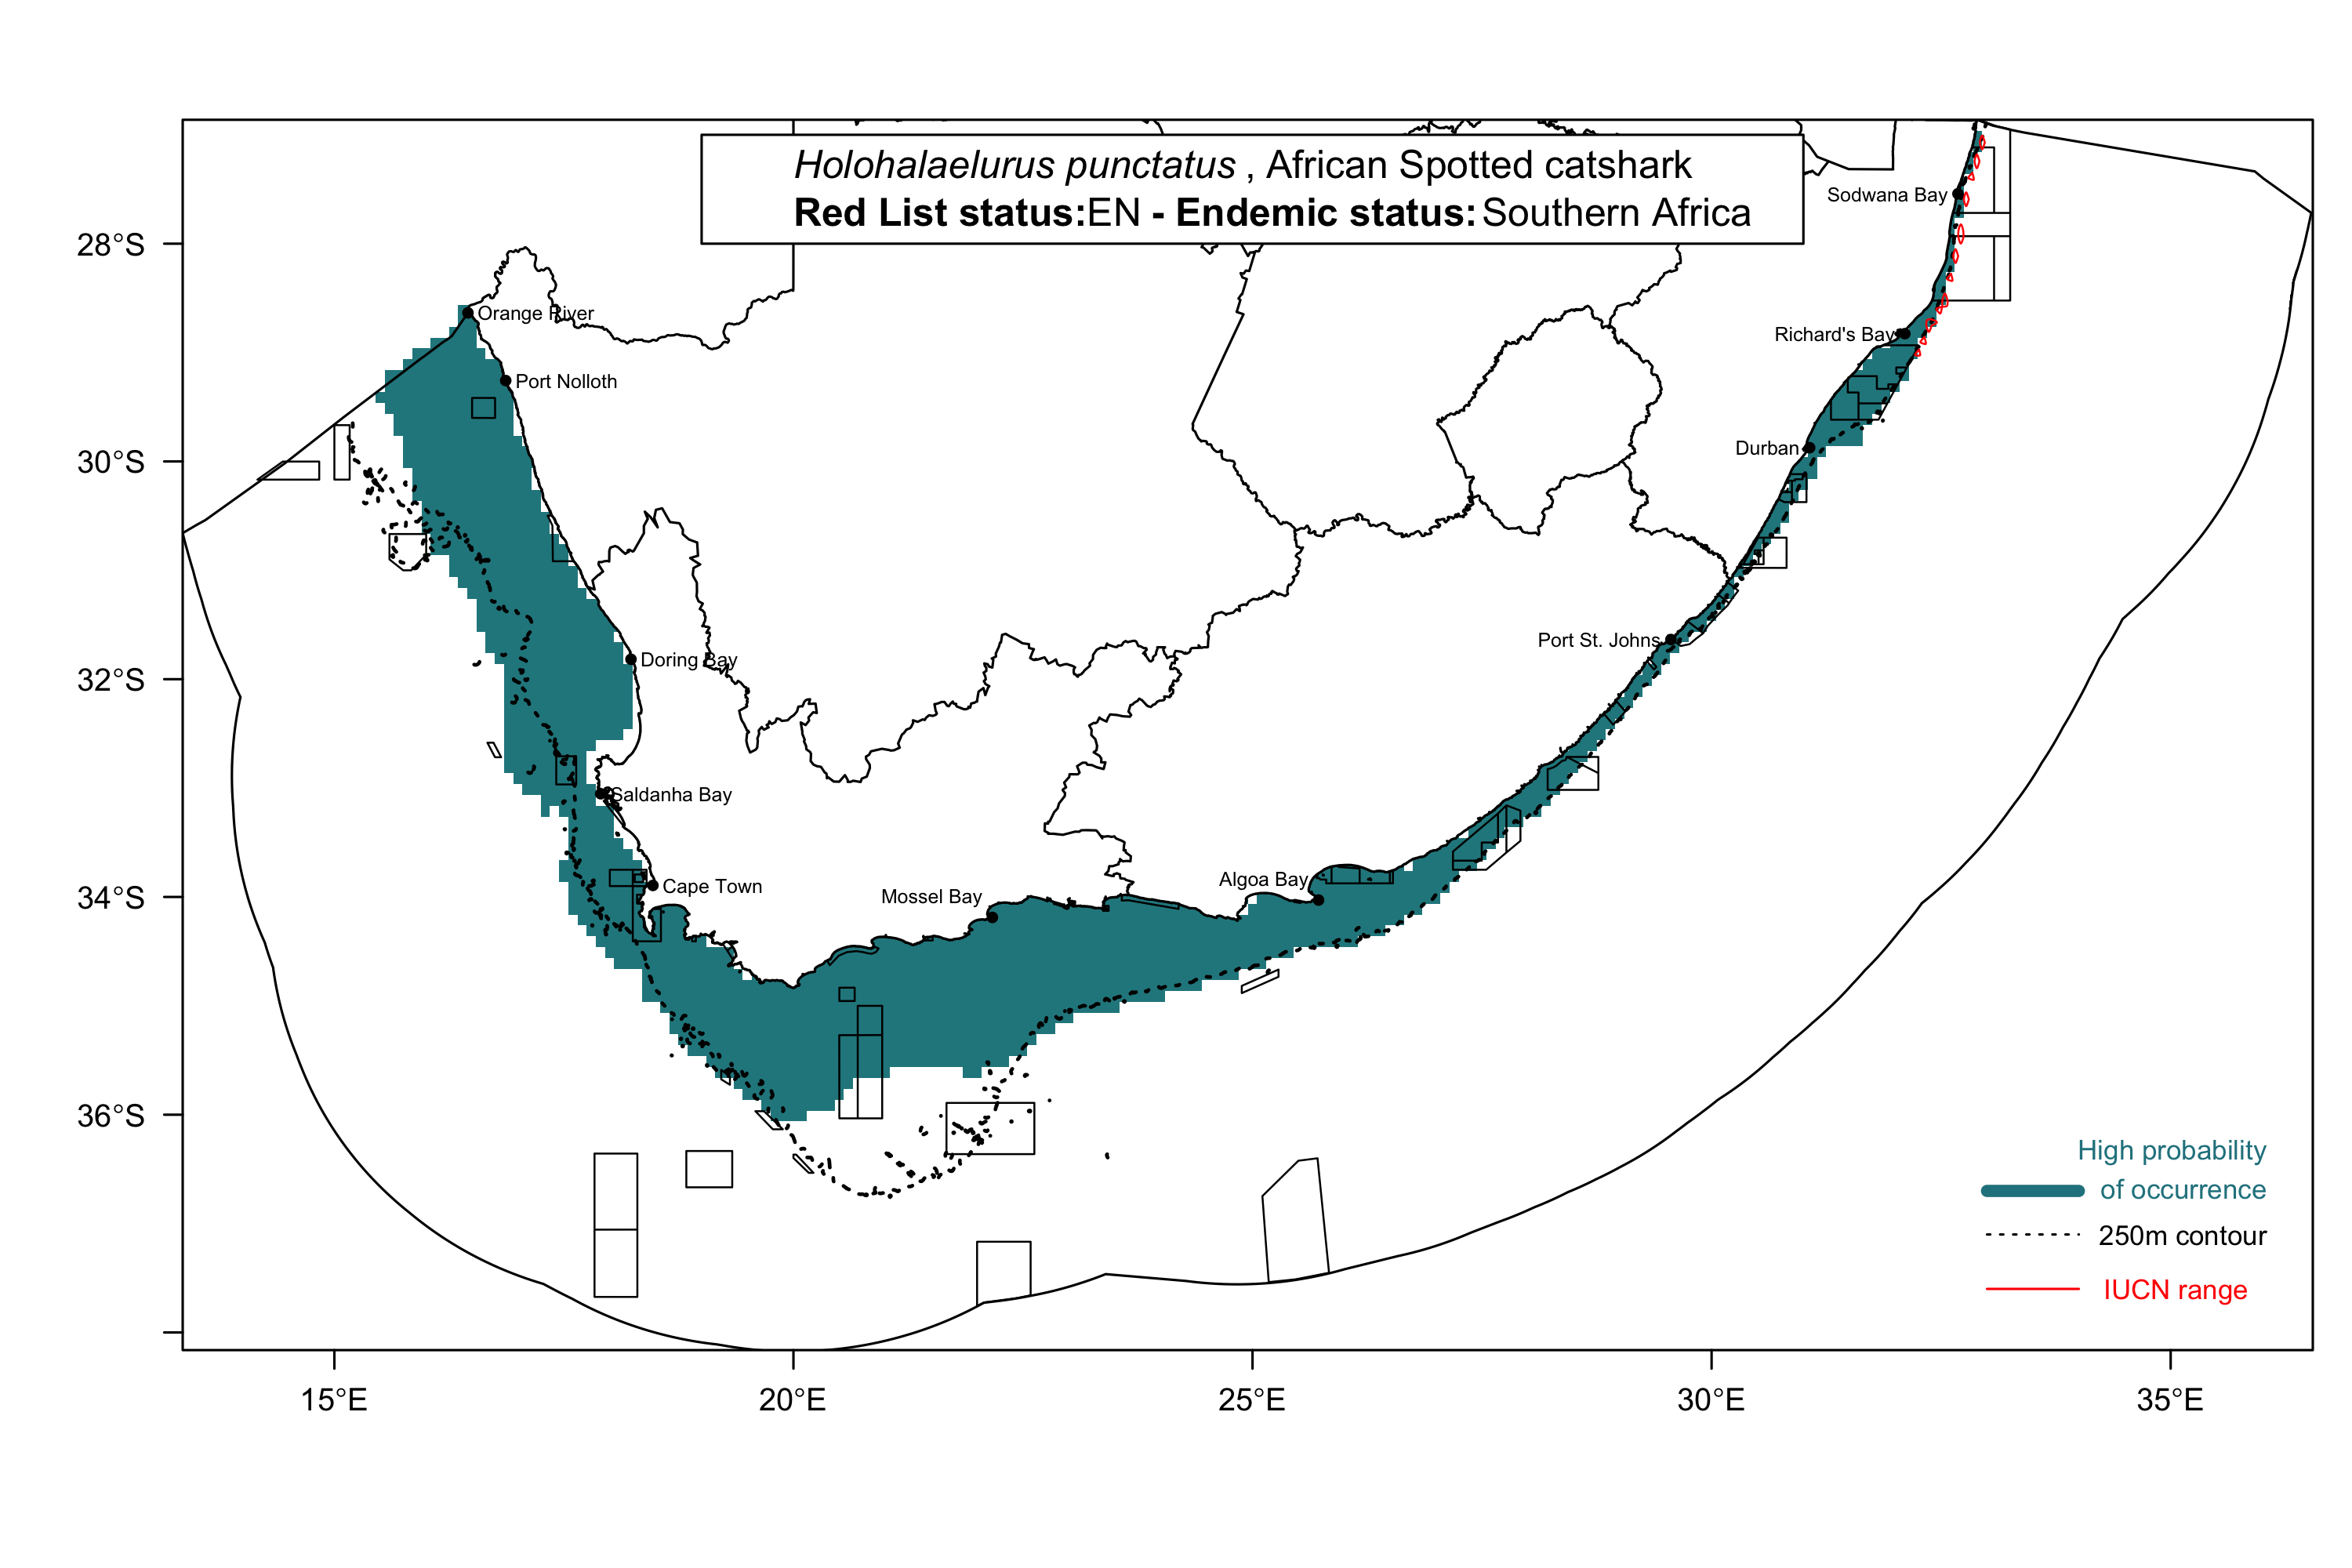 Holohalaelurus punctatus , African Spotted catshark
Red List status:EN - Endemic status: Southern Africa
Sodwana Bay
28°S
Orange River
Richard's Bay
Port Nolloth
Durban
30°S
Port St. Johns
Doring Bay
32°S
Saldanha Bay
Algoa Bay
Cape Town
Mossel Bay
34°S
36°S
High probability
of occurrence
250m contour
IUCN range
15°E
20°E
25°E
30°E
35°E